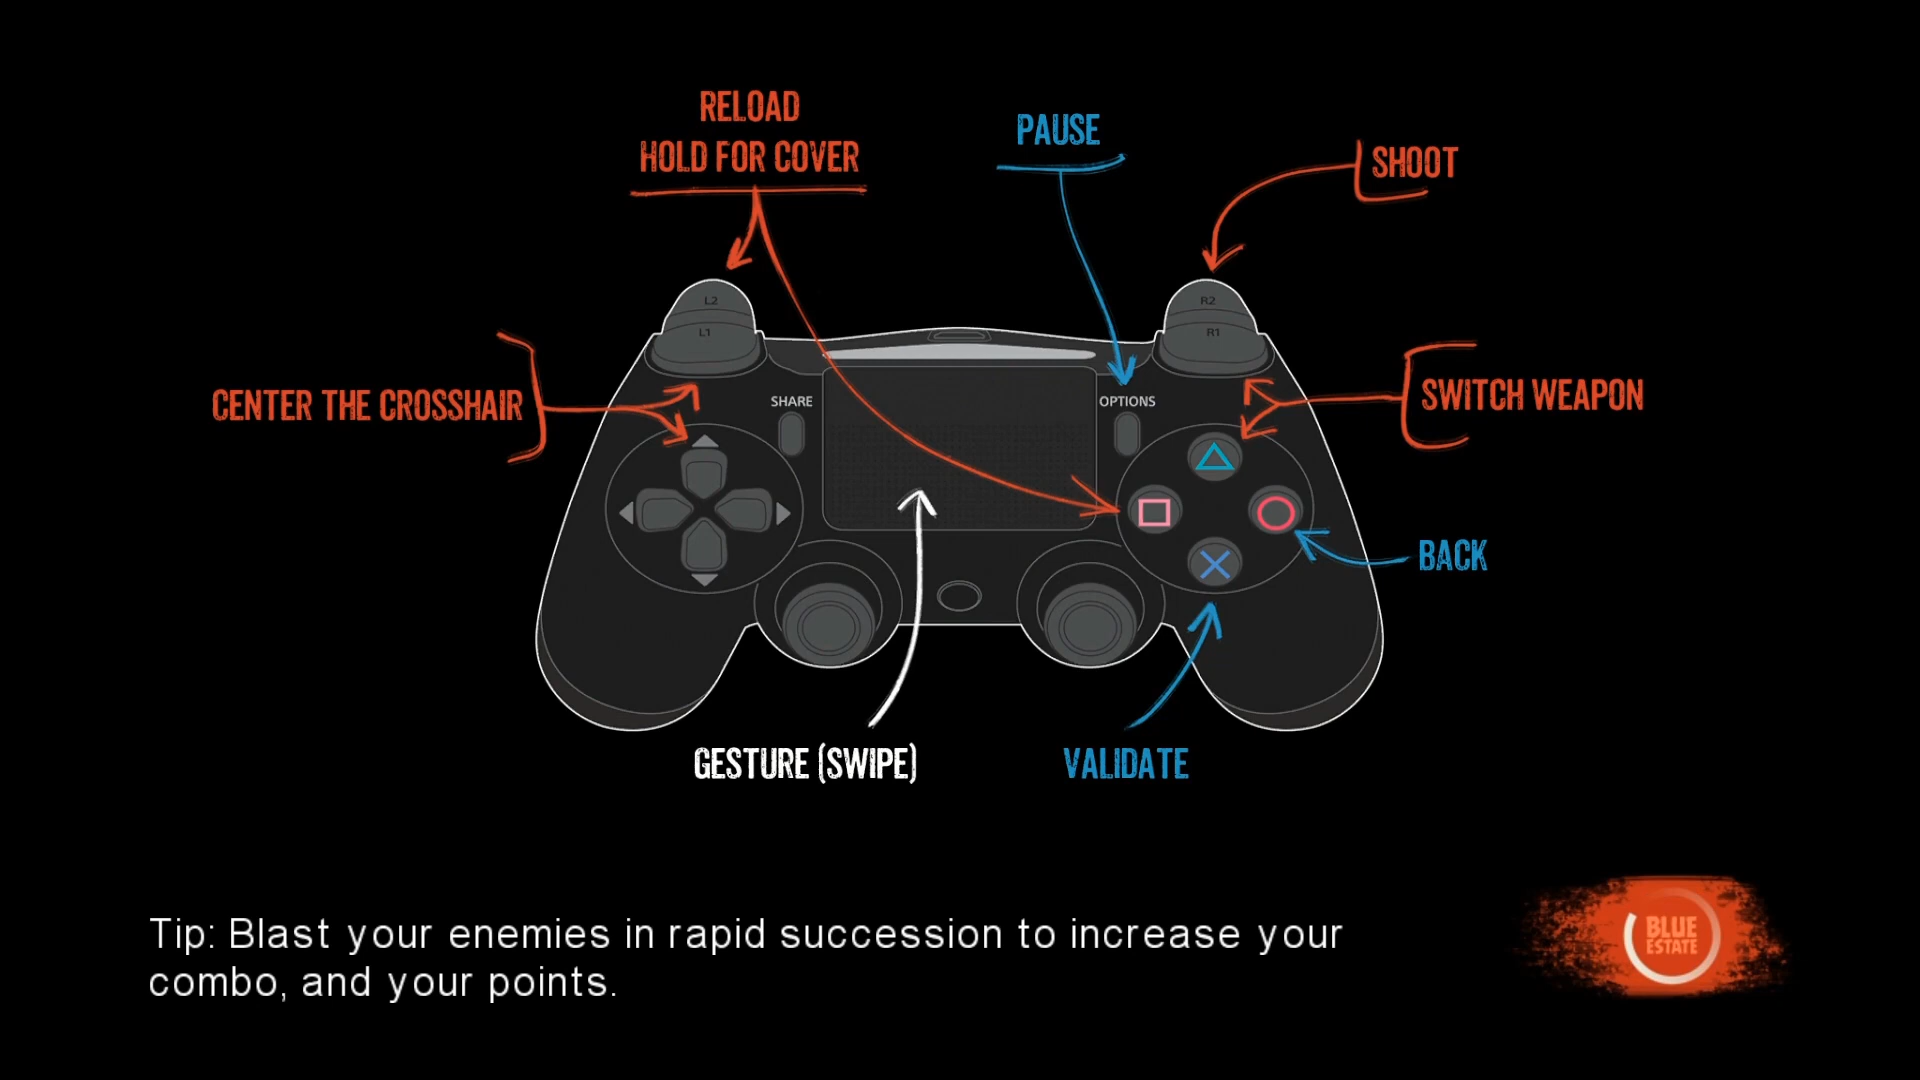 RELOAD
HOLD FOR COVER
PAUSE
SHOOT
L2
L1
R2
R1
CENTER THE CROSSHAIR
SHARE
OPTIONS
SWITCH WEAPON
BACK
GESTURE (SWIPE)
VALIDATE
Tip: Blast your enemies in rapid succession to increase your
combo, and your points.
BLUE
ESTATE